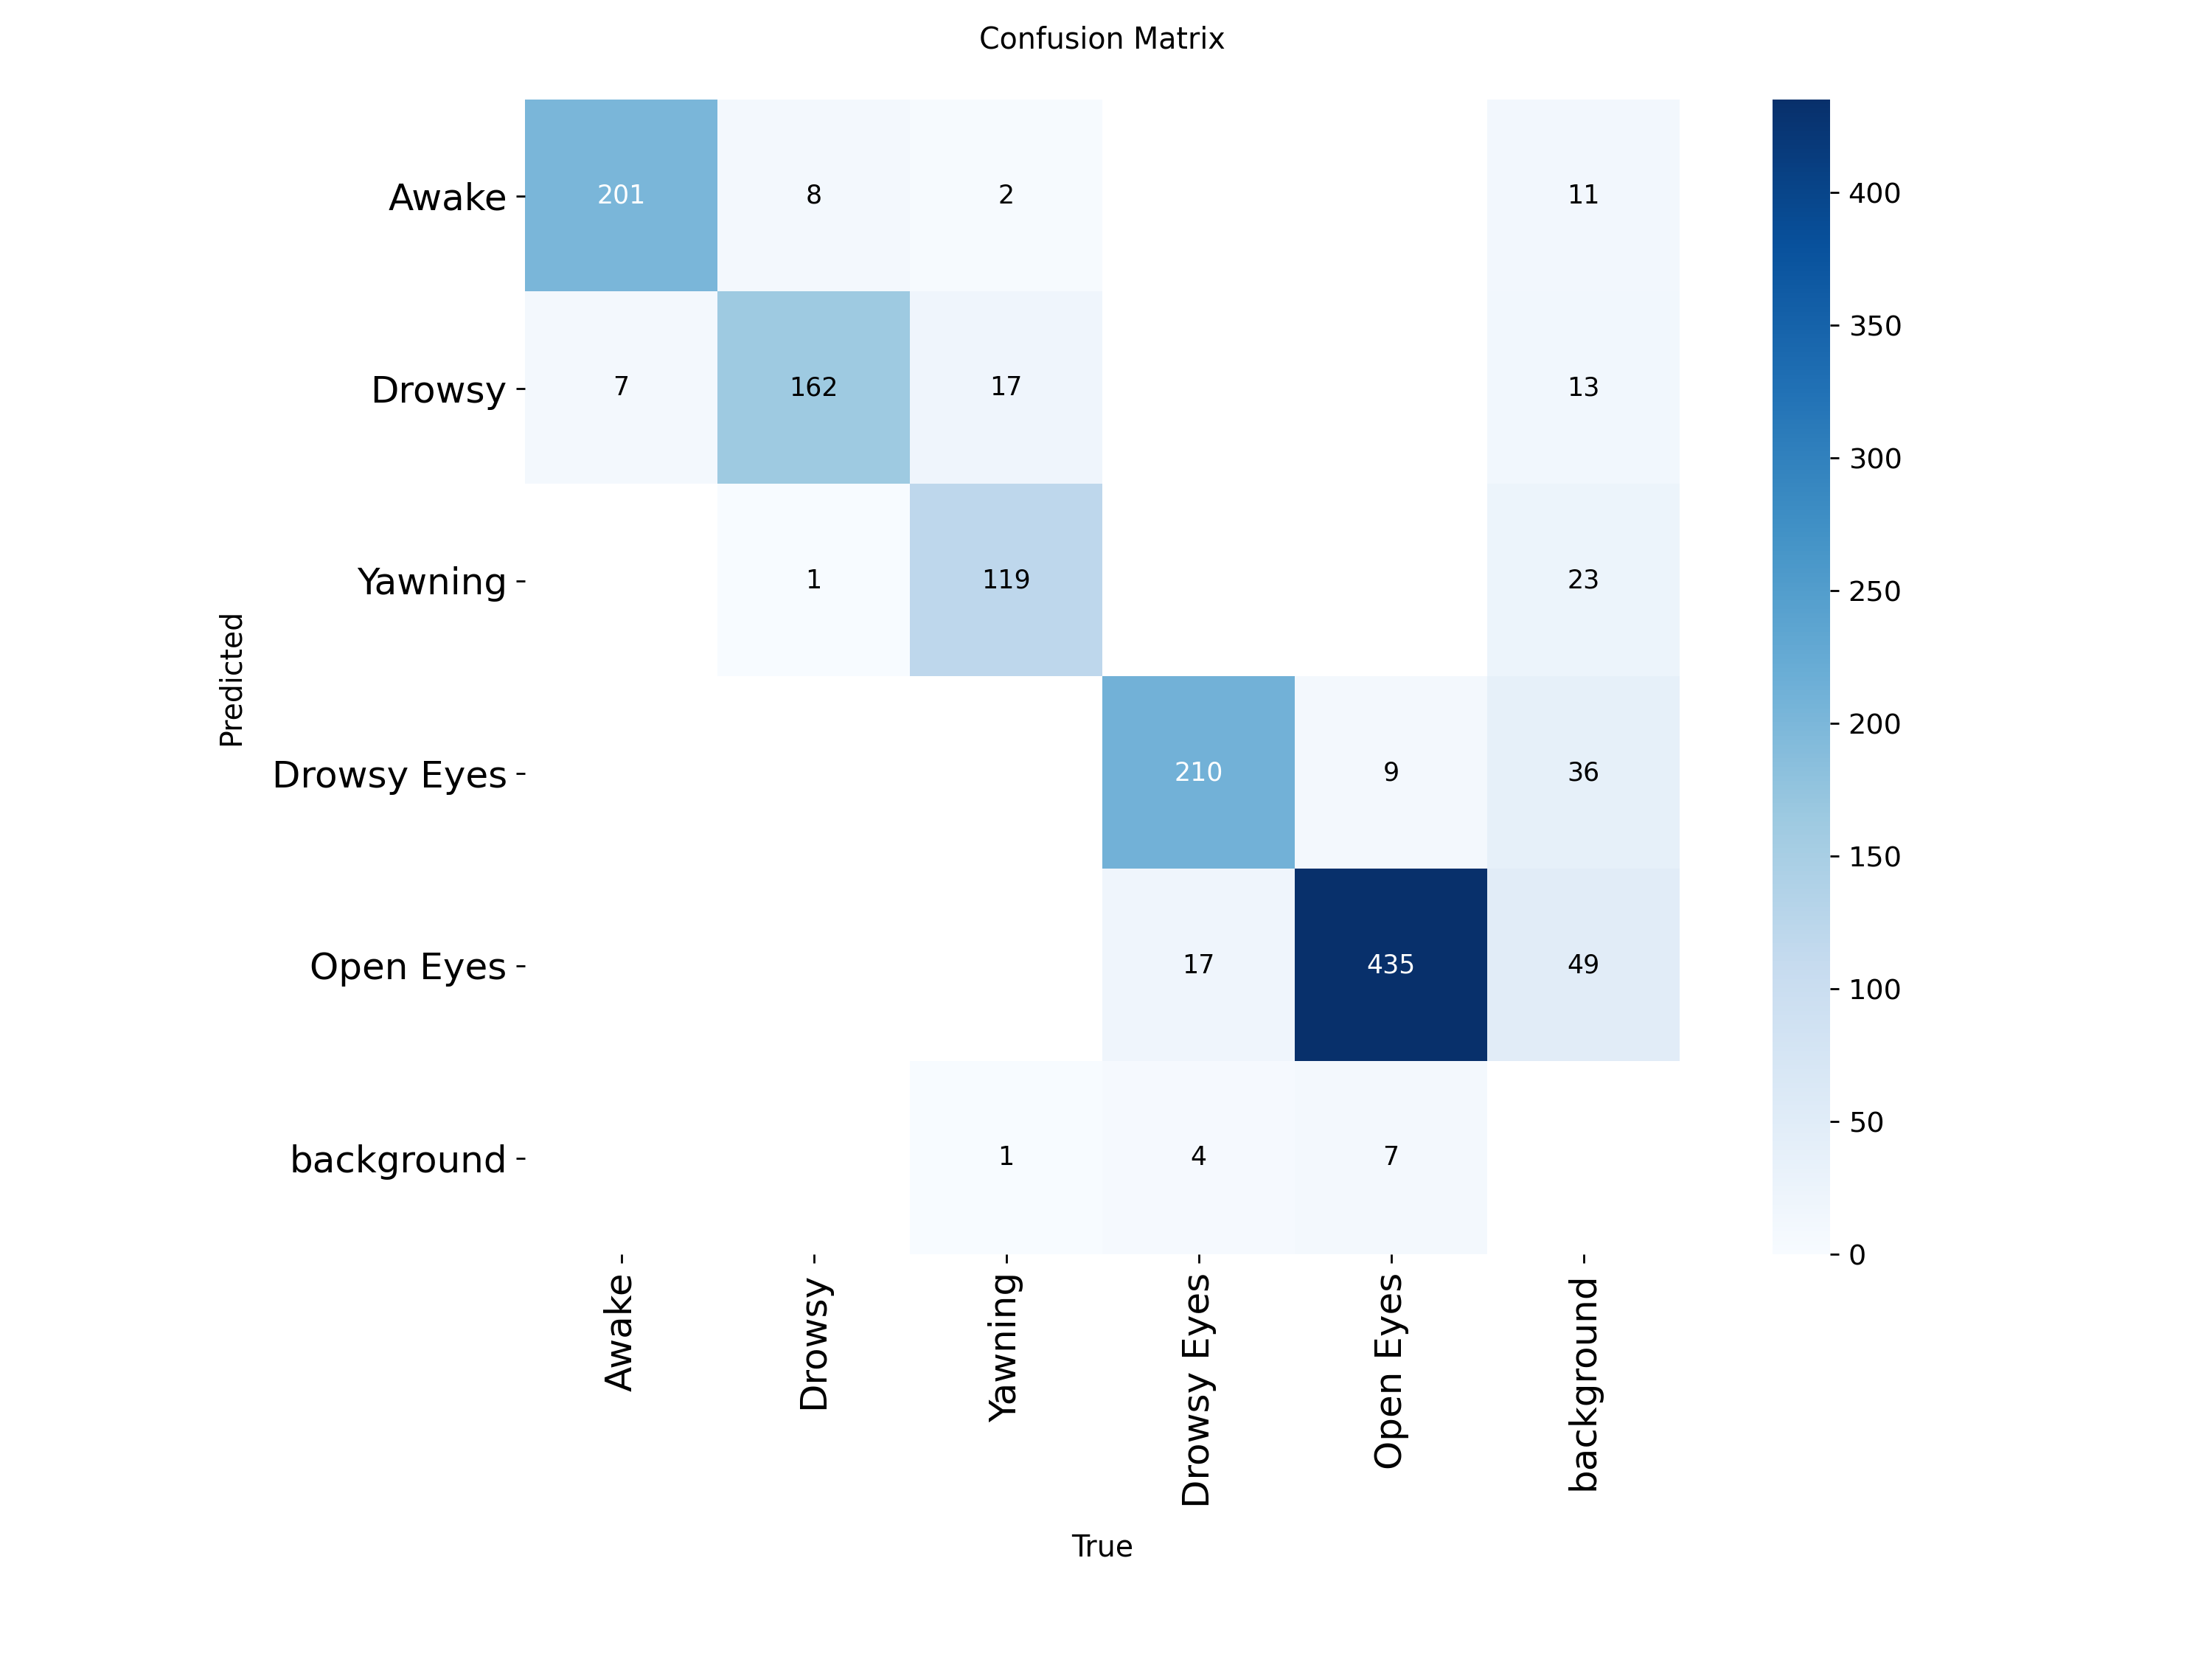 Confusion Matrix
Awake 201 8 2 11
Drowsy 7 162 17 13
Yawning 1 119 23
Drowsy Eyes 210 9 36
Open Eyes 17 435 49
background 1 4 7
Predicted
Awake Drowsy Yawning Drowsy Eyes Open Eyes background
True
400
350
300
250
200
150
100
50
0